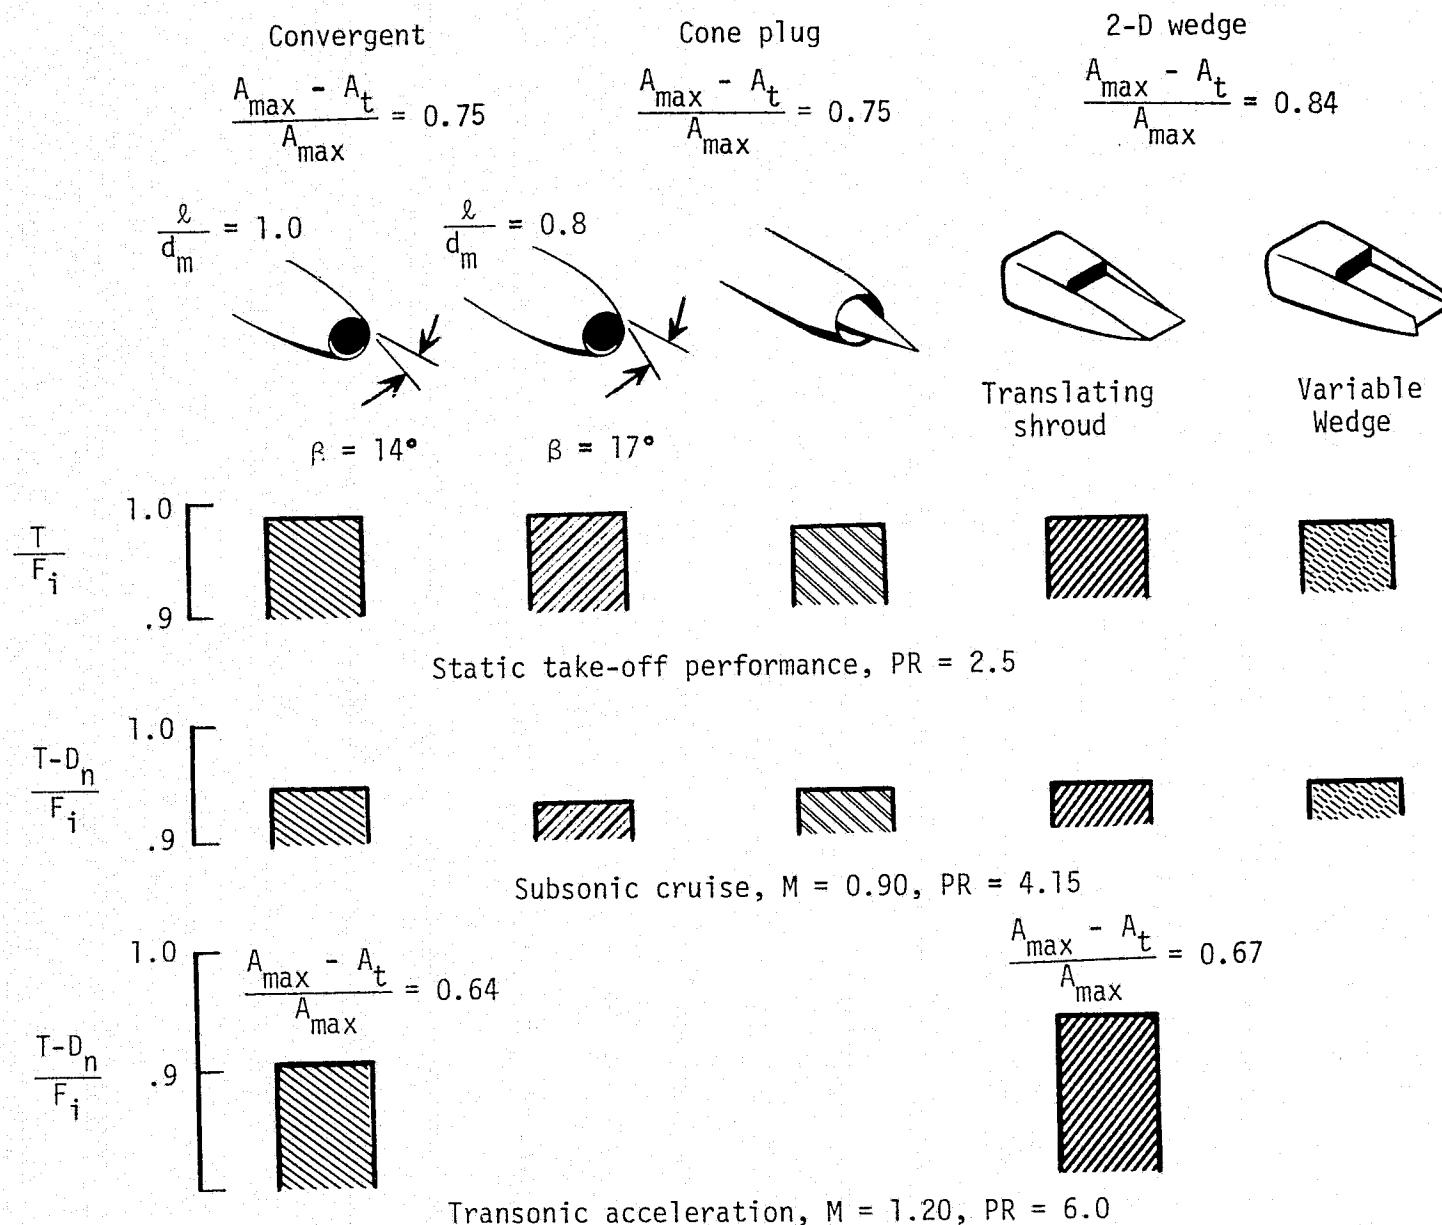 Convergent
Cone plug
2-D wedge
A_max - A_t / A_max = 0.75
A_max - A_t / A_max = 0.75
A_max - A_t / A_max = 0.84
ℓ / d_m = 1.0
ℓ / d_m = 0.8
β = 14°
β = 17°
Translating
shroud
Variable
Wedge
T / F_i
1.0
.9
Static take-off performance, PR = 2.5
T-D_n / F_i
1.0
.9
Subsonic cruise, M = 0.90, PR = 4.15
T-D_n / F_i
1.0
.9
A_max - A_t / A_max = 0.64
A_max - A_t / A_max = 0.67
Transonic acceleration, M = 1.20, PR = 6.0